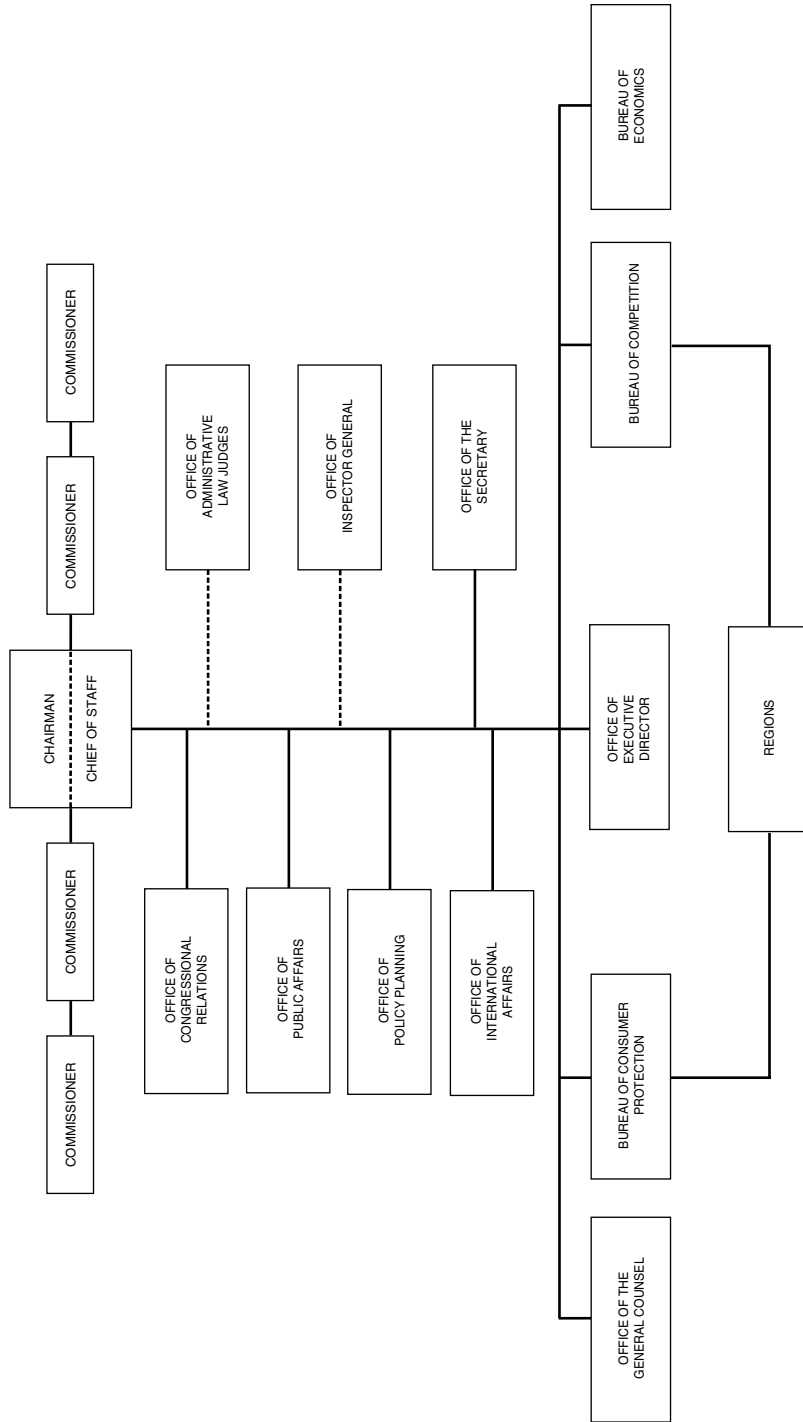 COMMISSIONER
COMMISSIONER
CHAIRMAN
CHIEF OF STAFF
COMMISSIONER
COMMISSIONER
OFFICE OF
CONGRESSIONAL
RELATIONS
OFFICE OF
ADMINISTRATIVE
LAW JUDGES
OFFICE OF
PUBLIC AFFAIRS
OFFICE OF
INSPECTOR GENERAL
OFFICE OF
POLICY PLANNING
OFFICE OF THE
SECRETARY
OFFICE OF
INTERNATIONAL
AFFAIRS
OFFICE OF THE
GENERAL COUNSEL
BUREAU OF CONSUMER
PROTECTION
OFFICE OF
EXECUTIVE
DIRECTOR
BUREAU OF COMPETITION
BUREAU OF
ECONOMICS
REGIONS